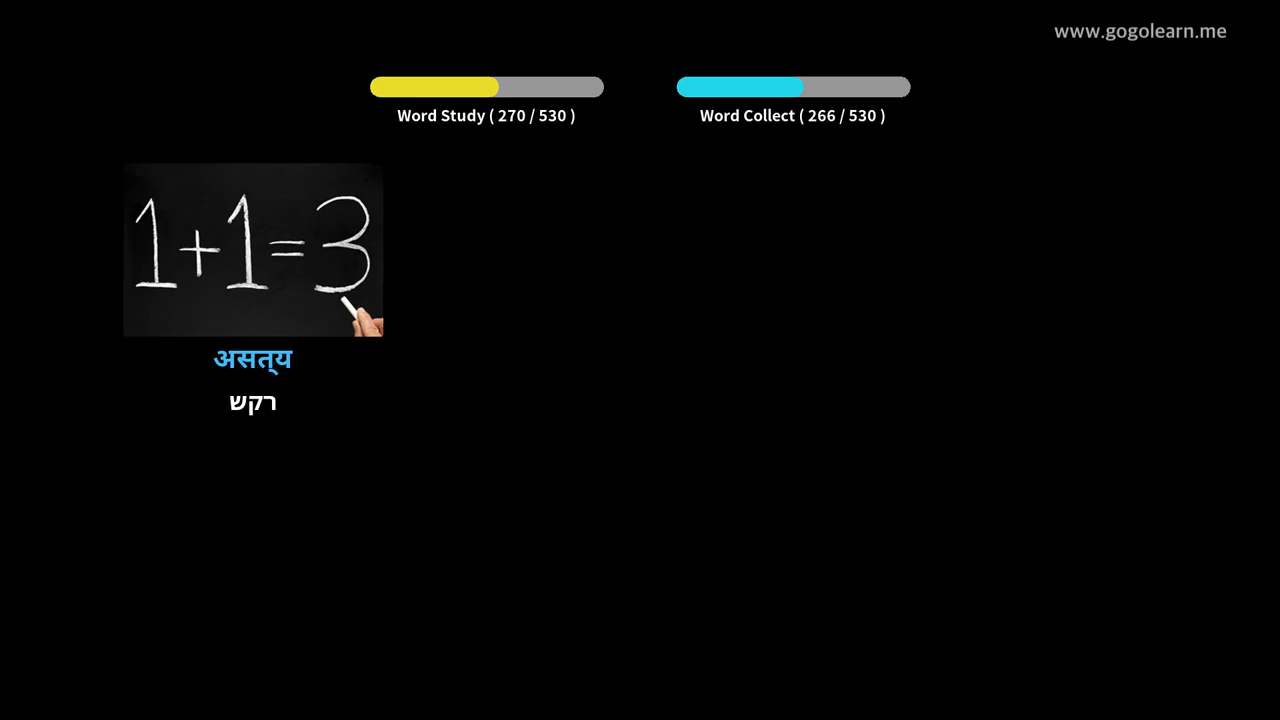 www.gogolearn.me
Word Study ( 270 / 530 )
Word Collect ( 266 / 530 )
1+1=3
असत्‌य
רקש